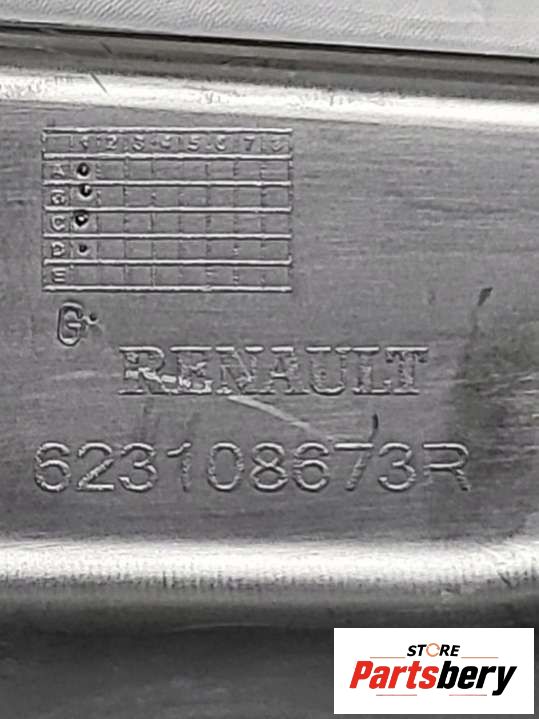 1 2 3 4 5 6 7 8
A
B
C
D
E
G
RENAULT
623108673R
STORE
Partsbery